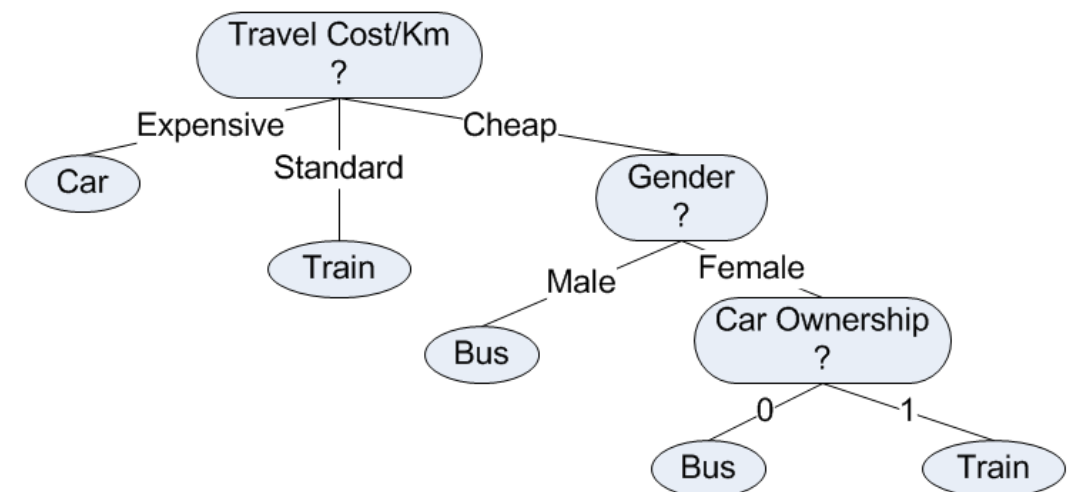 Travel Cost/Km
?
Expensive
Cheap
Standard
Car
Gender
?
Train
Male
Female
Bus
Car Ownership
?
0
1
Bus
Train